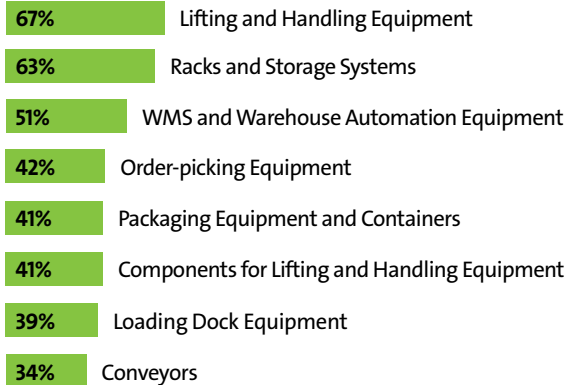 67% Lifting and Handling Equipment
63% Racks and Storage Systems
51% WMS and Warehouse Automation Equipment
42% Order-picking Equipment
41% Packaging Equipment and Containers
41% Components for Lifting and Handling Equipment
39% Loading Dock Equipment
34% Conveyors